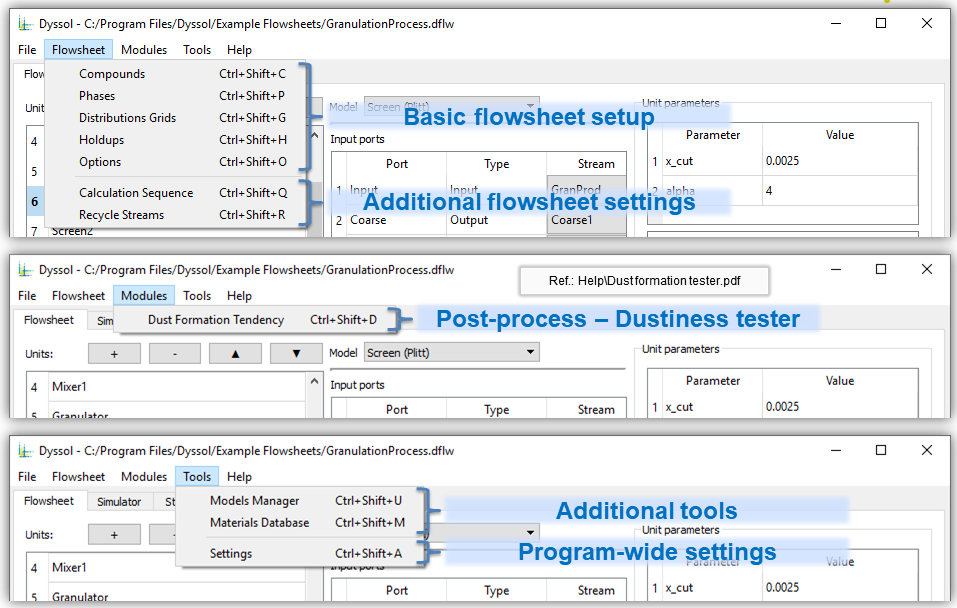 Dyssol - C:/Program Files/Dyssol/Example Flowsheets/GranulationProcess.dflw
File Flowsheet Modules Tools Help
Flow
Compounds Ctrl+Shift+C
Phases Ctrl+Shift+P
Distributions Grids Ctrl+Shift+G
Holdups Ctrl+Shift+H
Options Ctrl+Shift+O
Calculation Sequence Ctrl+Shift+Q
Recycle Streams Ctrl+Shift+R
Basic flowsheet setup
Additional flowsheet settings
Unit
4
5
6
7 Screen2
Model Screen (Plitt)
Input ports
Port Type Stream
1 Input Input GranProd
2 Coarse Output Coarse1
Unit parameters
Parameter Value
1 x_cut 0.0025
2 alpha 4
Dyssol - C:/Program Files/Dyssol/Example Flowsheets/GranulationProcess.dflw
Ref.: Help\Dust formation tester.pdf
File Flowsheet Modules Tools Help
Flowsheet Sim
Dust Formation Tendency Ctrl+Shift+D
Post-process – Dustiness tester
Units: + - ▲ ▼
Model Screen (Plitt)
Unit parameters
4 Mixer1
5 Granulator
Input ports
Port Type Stream
Parameter Value
1 x_cut 0.0025
Dyssol - C:/Program Files/Dyssol/Example Flowsheets/GranulationProcess.dflw
File Flowsheet Modules Tools Help
Flowsheet Simulator St
Models Manager Ctrl+Shift+U
Materials Database Ctrl+Shift+M
Settings Ctrl+Shift+A
Additional tools
Program-wide settings
Units: + -
Unit parameters
4 Mixer1
5 Granulator
Input ports
Port Type Stream
Parameter Value
1 x_cut 0.0025